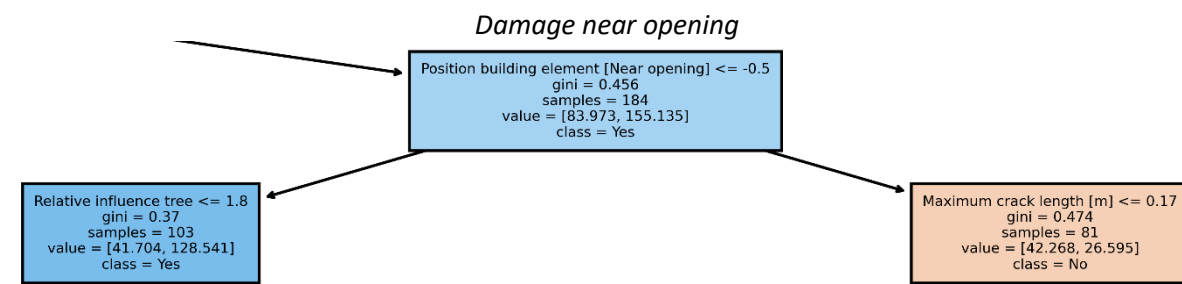 Damage near opening
Position building element [Near opening] <= -0.5
gini = 0.456
samples = 184
value = [83.973, 155.135]
class = Yes
Relative influence tree <= 1.8
gini = 0.37
samples = 103
value = [41.704, 128.541]
class = Yes
Maximum crack length [m] <= 0.17
gini = 0.474
samples = 81
value = [42.268, 26.595]
class = No